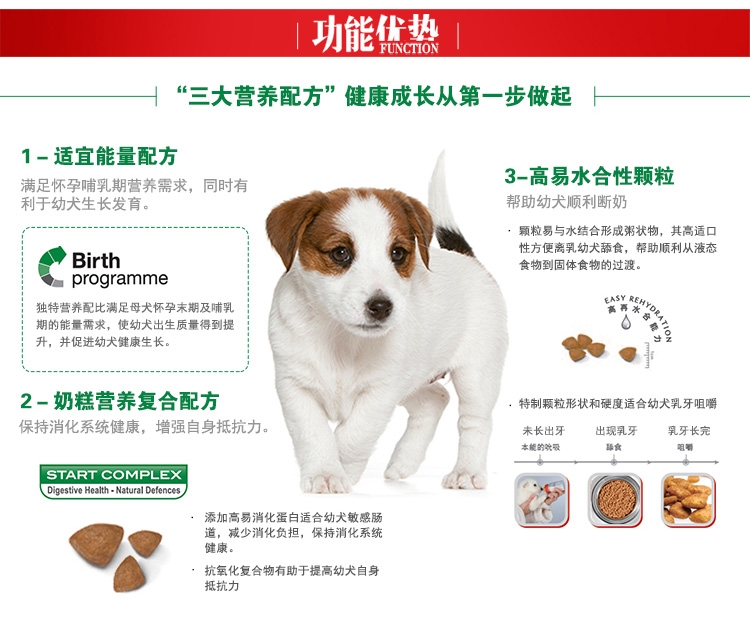 功能优势
FUNCTION
“三大营养配方”健康成长从第一步做起
1 – 适宜能量配方
满足怀孕哺乳期营养需求，同时有
利于幼犬生长发育。
Birth
programme
独特营养配比满足母犬怀孕末期及哺乳
期的能量需求，使幼犬出生质量得到提
升，并促进幼犬健康生长。
2 – 奶糕营养复合配方
保持消化系统健康，增强自身抵抗力。
START COMPLEX
Digestive Health - Natural Defences
· 添加高易消化蛋白适合幼犬敏感肠
道，减少消化负担，保持消化系统
健康。
· 抗氧化复合物有助于提高幼犬自身
抵抗力
3–高易水合性颗粒
帮助幼犬顺利断奶
· 颗粒易与水结合形成粥状物，其高适口
性方便离乳幼犬舔食，帮助顺利从液态
食物到固体食物的过渡。
EASY REHYDRATION
高再水合能力
· 特制颗粒形状和硬度适合幼犬乳牙咀嚼
未长出牙 出现乳牙 乳牙长完
本能的吮吸 舔食 咀嚼